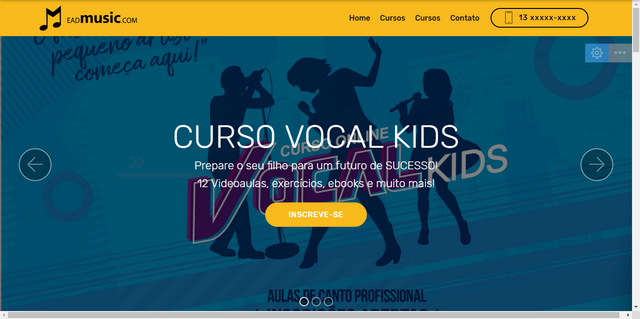 EADMUSIC.COM
Home Cursos Cursos Contato
13 xxxxx-xxxx
pequeno artista
começa aqui!”
CURSO VOCAL KIDS
CURSO ONLINE
VOCAL KIDS
Prepare o seu filho para um futuro de SUCESSO!
12 Videoaulas, exercícios, ebooks e muito mais!
INSCREVE-SE
AULAS DE CANTO PROFISSIONAL